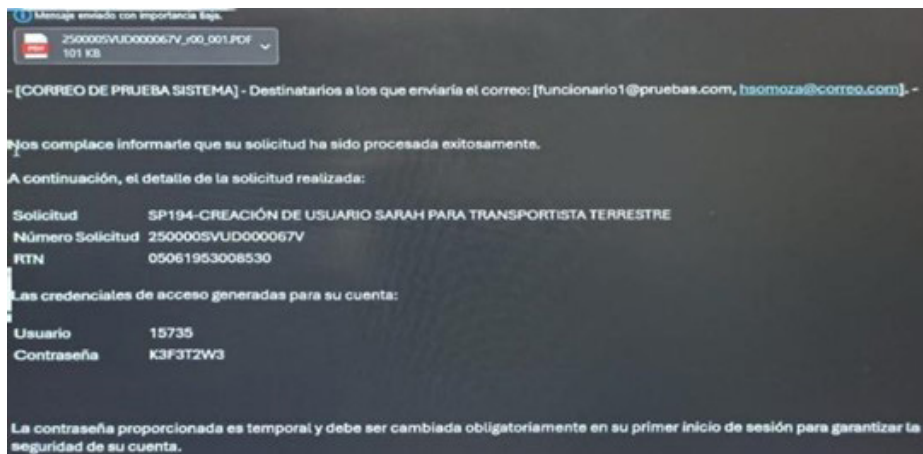 Mensaje enviado con importancia Baja.
250000SVUD000067V_r00_001.PDF
PDF
101 KB
- [CORREO DE PRUEBA SISTEMA] - Destinatarios a los que enviaría el correo: [funcionario1@pruebas.com, hsomoza@correo.com]. -
Nos complace informarle que su solicitud ha sido procesada exitosamente.
A continuación, el detalle de la solicitud realizada:
Solicitud SP194-CREACIÓN DE USUARIO SARAH PARA TRANSPORTISTA TERRESTRE
Número Solicitud 250000SVUD000067V
RTN 05061953008530
Las credenciales de acceso generadas para su cuenta:
Usuario 15735
Contraseña K3F3T2W3
La contraseña proporcionada es temporal y debe ser cambiada obligatoriamente en su primer inicio de sesión para garantizar la
seguridad de su cuenta.